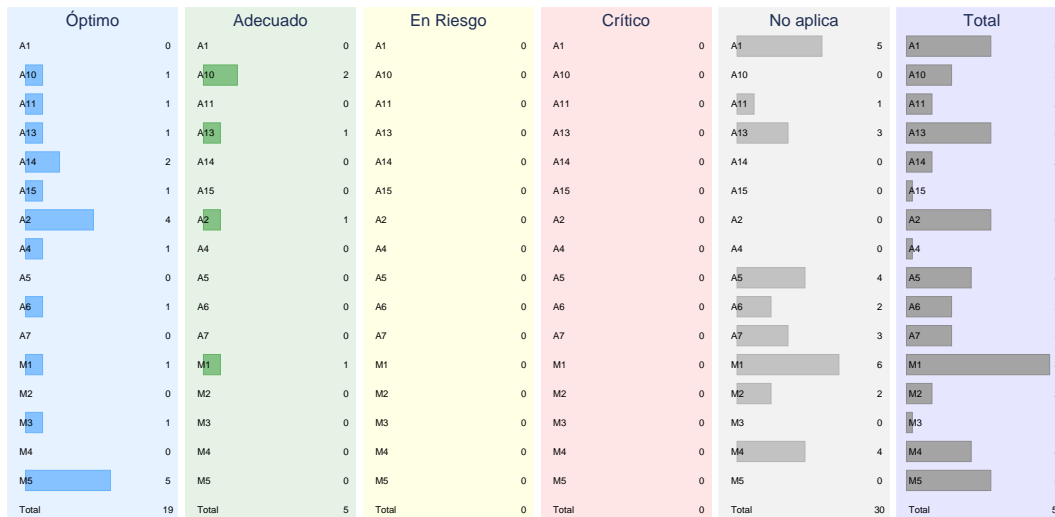 Óptimo Adecuado En Riesgo Crítico No aplica Total
A1 0 A1 0 A1 0 A1 0 A1 5 A1
A10 1 A10 2 A10 0 A10 0 A10 0 A10
A11 1 A11 0 A11 0 A11 0 A11 1 A11
A13 1 A13 1 A13 0 A13 0 A13 3 A13
A14 2 A14 0 A14 0 A14 0 A14 0 A14
A15 1 A15 0 A15 0 A15 0 A15 0 A15
A2 4 A2 1 A2 0 A2 0 A2 0 A2
A4 1 A4 0 A4 0 A4 0 A4 0 A4
A5 0 A5 0 A5 0 A5 0 A5 4 A5
A6 1 A6 0 A6 0 A6 0 A6 2 A6
A7 0 A7 0 A7 0 A7 0 A7 3 A7
M1 1 M1 1 M1 0 M1 0 M1 6 M1
M2 0 M2 0 M2 0 M2 0 M2 2 M2
M3 1 M3 0 M3 0 M3 0 M3 0 M3
M4 0 M4 0 M4 0 M4 0 M4 4 M4
M5 5 M5 0 M5 0 M5 0 M5 0 M5
Total 19 Total 5 Total 0 Total 0 Total 30 Total 5